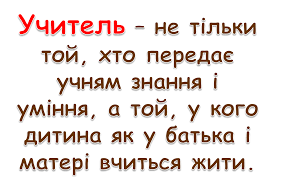 Учитель – не тільки
той, хто передає
учням знання і
уміння, а той, у кого
дитина як у батька і
матері вчиться жити.